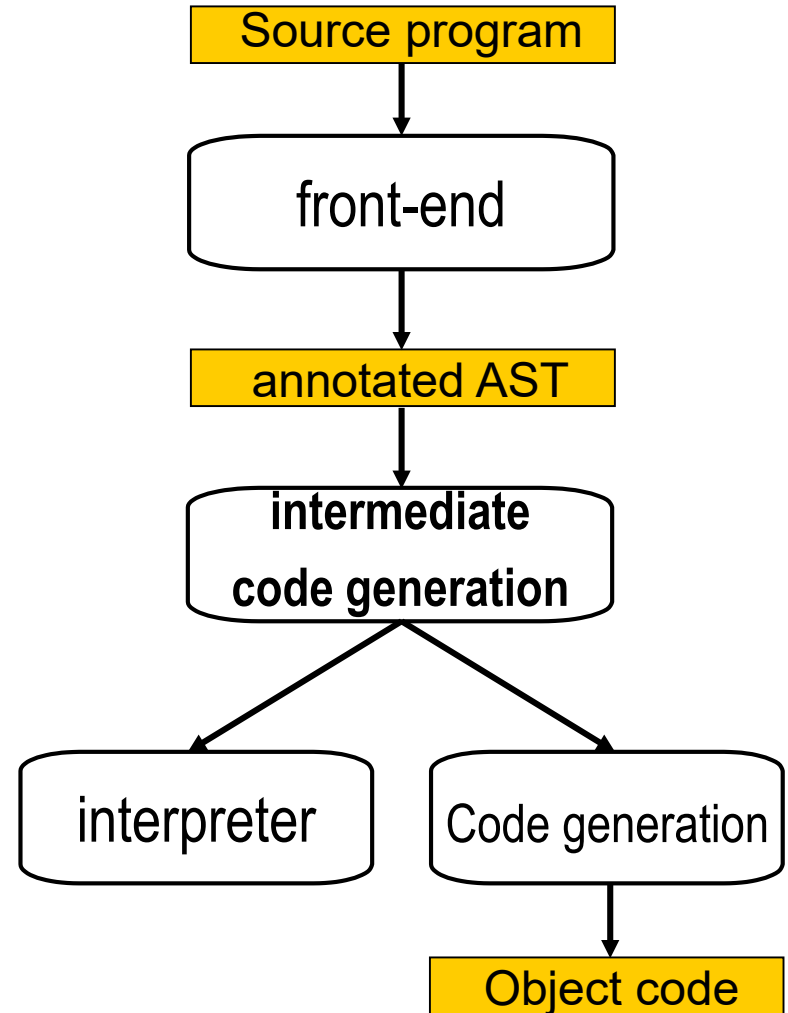 Source program
front-end
annotated AST
intermediate
code generation
interpreter
Code generation
Object code